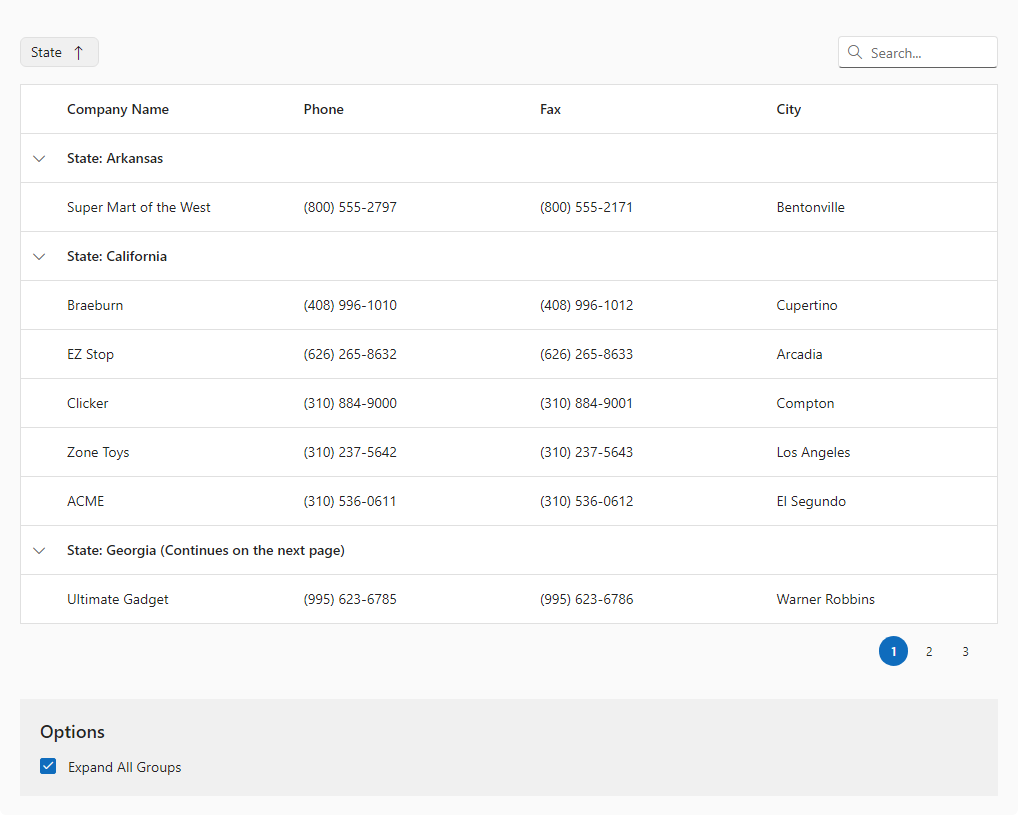 State
Search...
Company Name Phone Fax City
State: Arkansas
Super Mart of the West (800) 555-2797 (800) 555-2171 Bentonville
State: California
Braeburn (408) 996-1010 (408) 996-1012 Cupertino
EZ Stop (626) 265-8632 (626) 265-8633 Arcadia
Clicker (310) 884-9000 (310) 884-9001 Compton
Zone Toys (310) 237-5642 (310) 237-5643 Los Angeles
ACME (310) 536-0611 (310) 536-0612 El Segundo
State: Georgia (Continues on the next page)
Ultimate Gadget (995) 623-6785 (995) 623-6786 Warner Robbins
1 2 3
Options
Expand All Groups